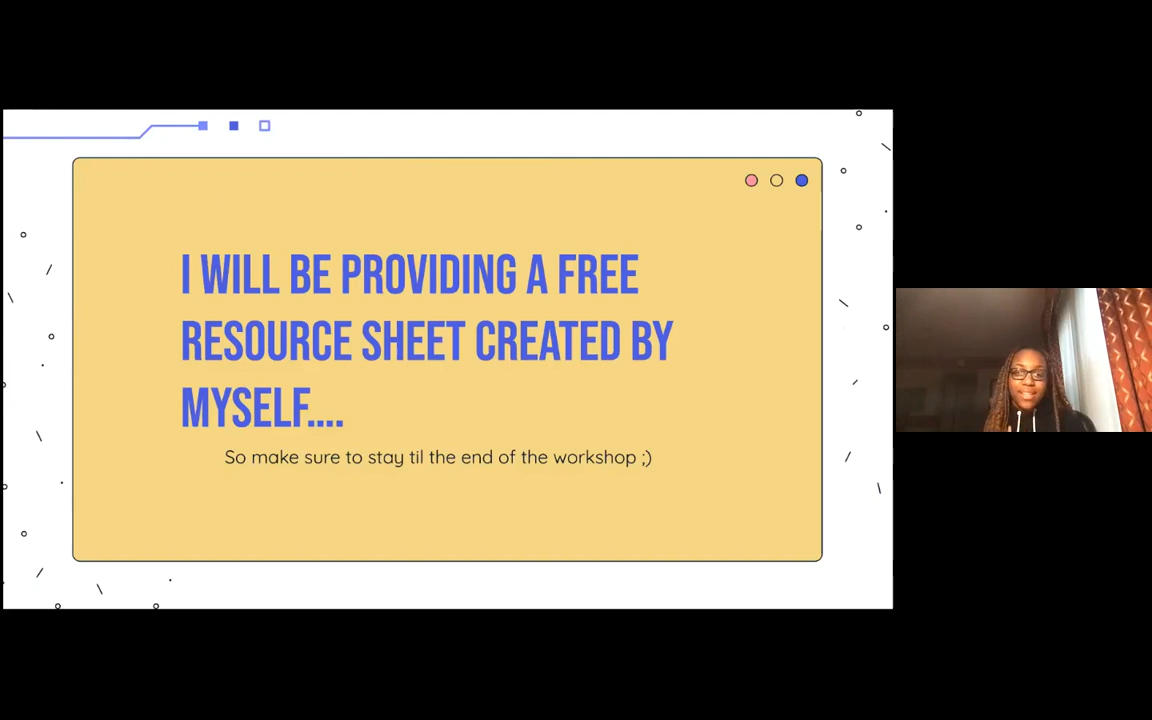 I WILL BE PROVIDING A FREE
RESOURCE SHEET CREATED BY
MYSELF....
So make sure to stay til the end of the workshop ;)